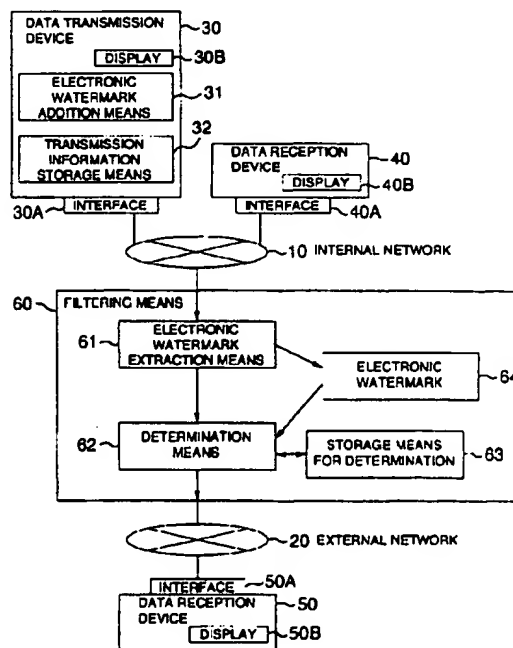 DATA TRANSMISSION
DEVICE
30
DISPLAY
30B
ELECTRONIC
WATERMARK
ADDITION MEANS
31
32
TRANSMISSION
INFORMATION
STORAGE MEANS
DATA RECEPTION
DEVICE
40
DISPLAY
40B
30A
INTERFACE
INTERFACE
40A
10 INTERNAL NETWORK
60
FILTERING MEANS
61
ELECTRONIC
WATERMARK
EXTRACTION MEANS
ELECTRONIC
WATERMARK
64
62
DETERMINATION
MEANS
STORAGE MEANS
FOR DETERMINATION
63
20 EXTERNAL NETWORK
50A
INTERFACE
DATA RECEPTION
DEVICE
50
DISPLAY
50B